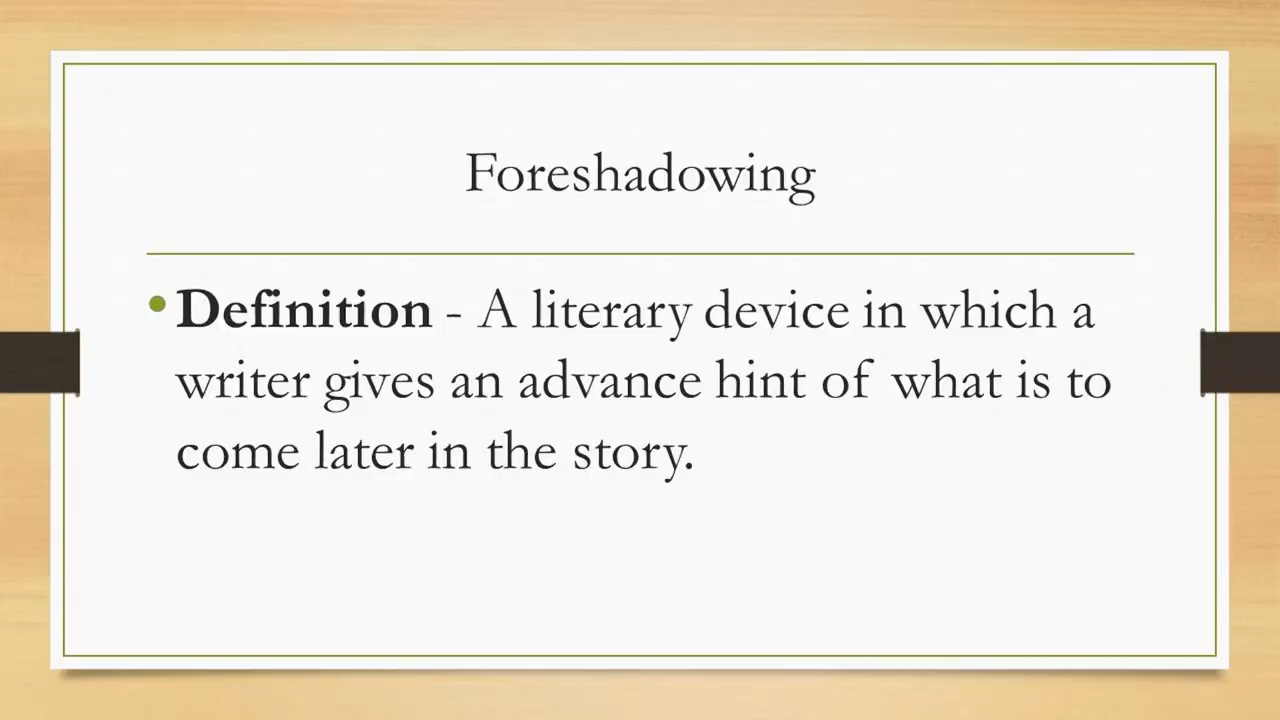 Foreshadowing
• Definition - A literary device in which a
writer gives an advance hint of what is to
come later in the story.